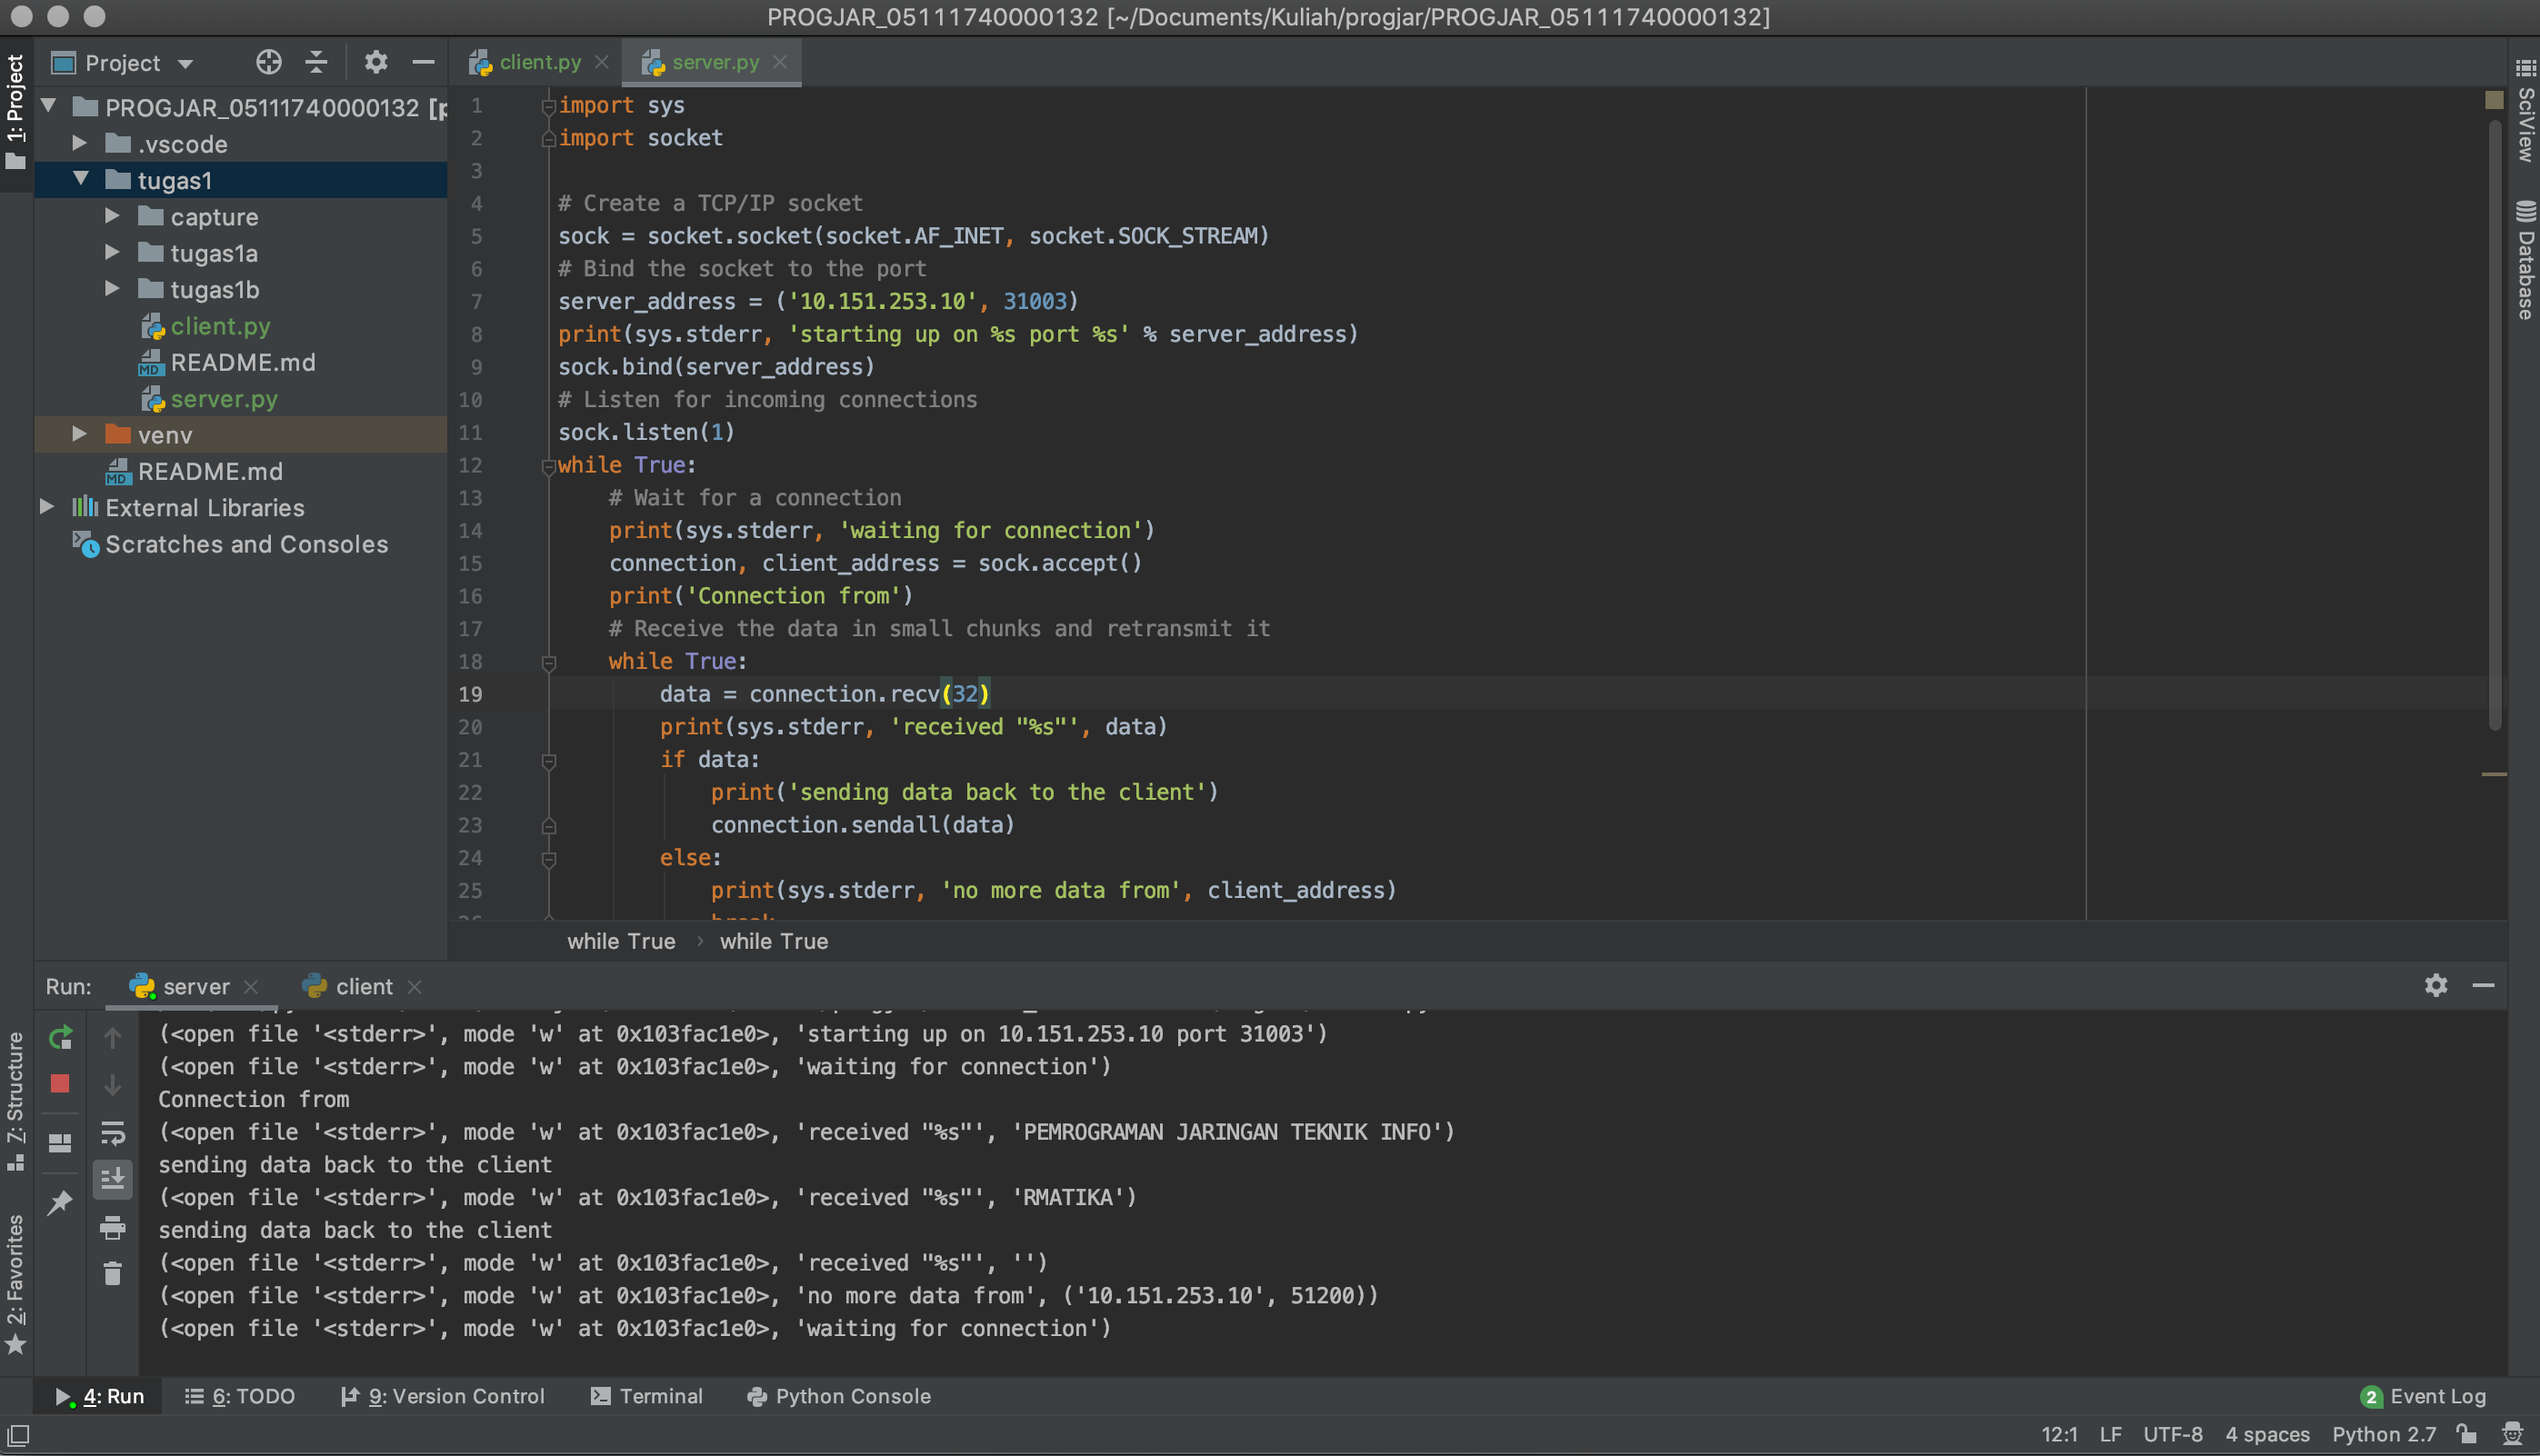 PROGJAR_05111740000132 [~/Documents/Kuliah/progjar/PROGJAR_05111740000132]
Project
client.py
server.py
1: Project
PROGJAR_05111740000132 [p
.vscode
tugas1
capture
tugas1a
tugas1b
client.py
README.md
server.py
venv
README.md
External Libraries
Scratches and Consoles
1 import sys
2 import socket
3
4 # Create a TCP/IP socket
5 sock = socket.socket(socket.AF_INET, socket.SOCK_STREAM)
6 # Bind the socket to the port
7 server_address = ('10.151.253.10', 31003)
8 print(sys.stderr, 'starting up on %s port %s' % server_address)
9 sock.bind(server_address)
10 # Listen for incoming connections
11 sock.listen(1)
12 while True:
13 # Wait for a connection
14 print(sys.stderr, 'waiting for connection')
15 connection, client_address = sock.accept()
16 print('Connection from')
17 # Receive the data in small chunks and retransmit it
18 while True:
19 data = connection.recv(32)
20 print(sys.stderr, 'received "%s"', data)
21 if data:
22 print('sending data back to the client')
23 connection.sendall(data)
24 else:
25 print(sys.stderr, 'no more data from', client_address)
while True › while True
SciView
Database
Run: server client
(<open file '<stderr>', mode 'w' at 0x103fac1e0>, 'starting up on 10.151.253.10 port 31003')
(<open file '<stderr>', mode 'w' at 0x103fac1e0>, 'waiting for connection')
Connection from
(<open file '<stderr>', mode 'w' at 0x103fac1e0>, 'received "%s"', 'PEMROGRAMAN JARINGAN TEKNIK INFO')
sending data back to the client
(<open file '<stderr>', mode 'w' at 0x103fac1e0>, 'received "%s"', 'RMATIKA')
sending data back to the client
(<open file '<stderr>', mode 'w' at 0x103fac1e0>, 'received "%s"', '')
(<open file '<stderr>', mode 'w' at 0x103fac1e0>, 'no more data from', ('10.151.253.10', 51200))
(<open file '<stderr>', mode 'w' at 0x103fac1e0>, 'waiting for connection')
7: Structure
2: Favorites
4: Run 6: TODO 9: Version Control Terminal Python Console 2 Event Log
12:1 LF UTF-8 4 spaces Python 2.7